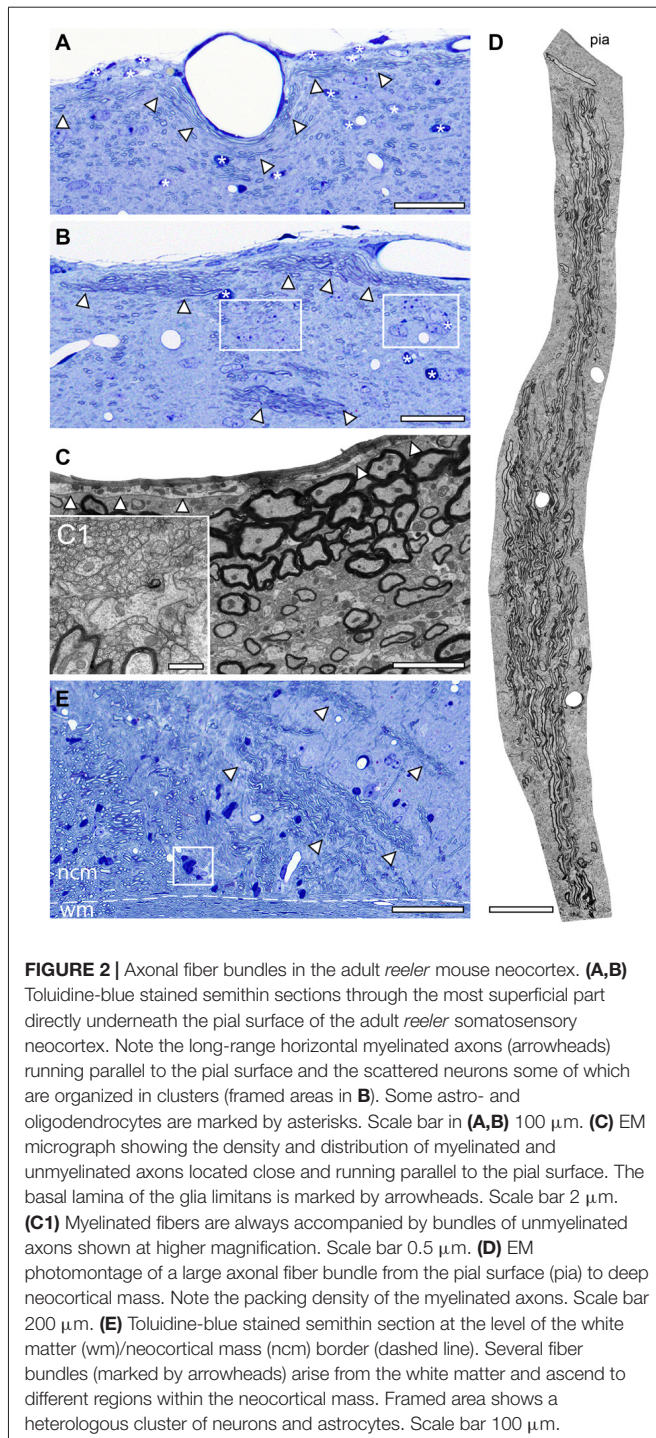 A
D
pia
B
C
C1
E
ncm
wm
FIGURE 2 | Axonal fiber bundles in the adult reeler mouse neocortex. (A,B)
Toluidine-blue stained semithin sections through the most superficial part
directly underneath the pial surface of the adult reeler somatosensory
neocortex. Note the long-range horizontal myelinated axons (arrowheads)
running parallel to the pial surface and the scattered neurons some of which
are organized in clusters (framed areas in B). Some astro- and
oligodendrocytes are marked by asterisks. Scale bar in (A,B) 100 μm. (C) EM
micrograph showing the density and distribution of myelinated and
unmyelinated axons located close and running parallel to the pial surface. The
basal lamina of the glia limitans is marked by arrowheads. Scale bar 2 μm.
(C1) Myelinated fibers are always accompanied by bundles of unmyelinated
axons shown at higher magnification. Scale bar 0.5 μm. (D) EM
photomontage of a large axonal fiber bundle from the pial surface (pia) to deep
neocortical mass. Note the packing density of the myelinated axons. Scale bar
200 μm. (E) Toluidine-blue stained semithin section at the level of the white
matter (wm)/neocortical mass (ncm) border (dashed line). Several fiber
bundles (marked by arrowheads) arise from the white matter and ascend to
different regions within the neocortical mass. Framed area shows a
heterologous cluster of neurons and astrocytes. Scale bar 100 μm.